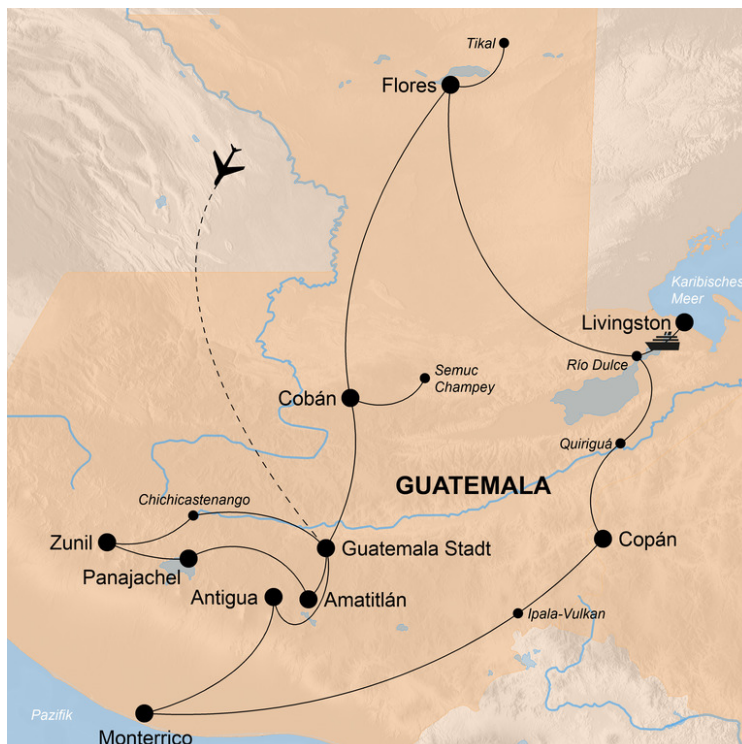 Tikal
Flores
Karibisches
Meer
Livingston
Río Dulce
Semuc
Champey
Cobán
Quiriguá
GUATEMALA
Chichicastenango
Zunil
Guatemala Stadt
Copán
Panajachel
Antigua
Amatitlán
Ipala-Vulkan
Pazifik
Monterrico